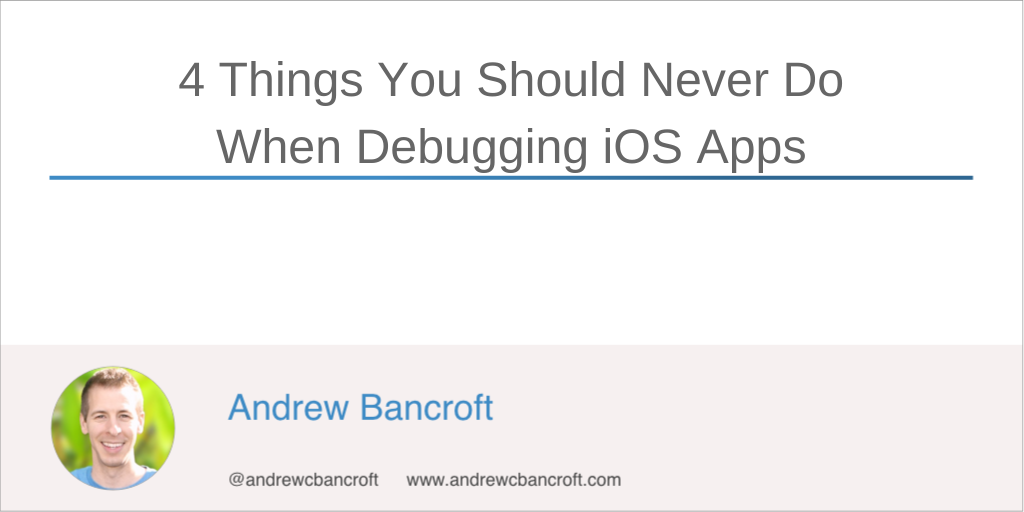 4 Things You Should Never Do
When Debugging iOS Apps
Andrew Bancroft
@andrewcbancroft www.andrewcbancroft.com